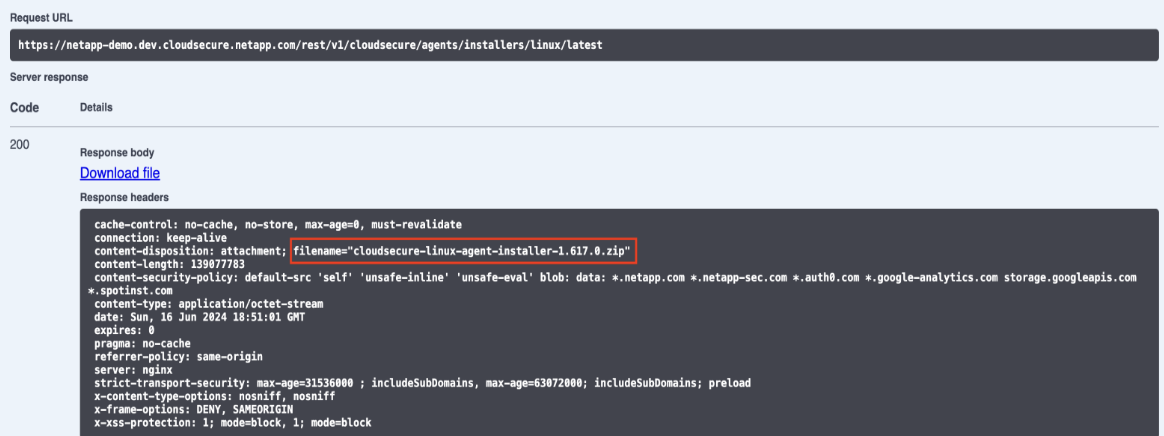 Request URL
https://netapp-demo.dev.cloudsecure.netapp.com/rest/v1/cloudsecure/agents/installers/linux/latest
Server response
Code Details
200
Response body
Download file
Response headers
cache-control: no-cache, no-store, max-age=0, must-revalidate
connection: keep-alive
content-disposition: attachment; filename="cloudsecure-linux-agent-installer-1.617.0.zip"
content-length: 139077783
content-security-policy: default-src 'self' 'unsafe-inline' 'unsafe-eval' blob: data: *.netapp.com *.netapp-sec.com *.auth0.com *.google-analytics.com storage.googleapis.com
*.spotinst.com
content-type: application/octet-stream
date: Sun, 16 Jun 2024 18:51:01 GMT
expires: 0
pragma: no-cache
referrer-policy: same-origin
server: nginx
strict-transport-security: max-age=31536000 ; includeSubDomains, max-age=63072000; includeSubDomains; preload
x-content-type-options: nosniff, nosniff
x-frame-options: DENY, SAMEORIGIN
x-xss-protection: 1; mode=block, 1; mode=block